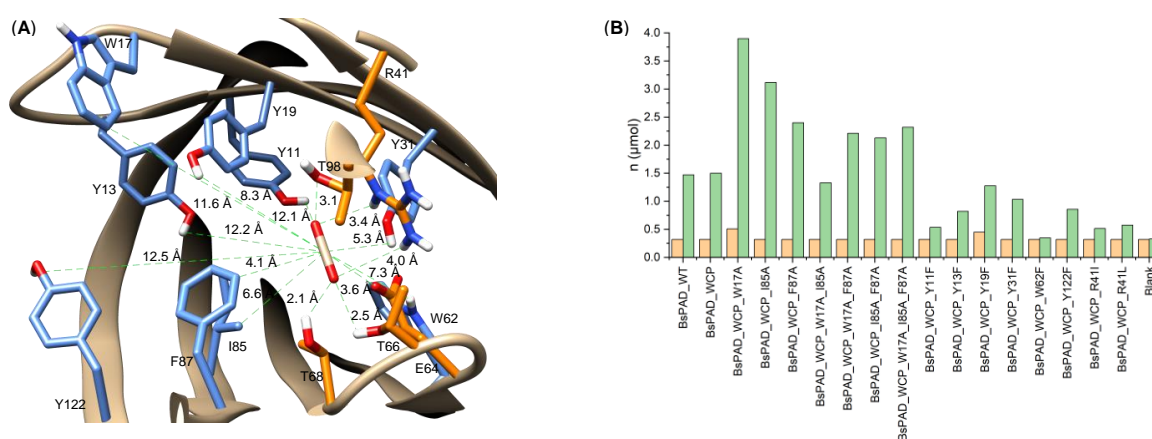 (A)
W17
R41
Y19
Y31
Y11
T98
Y13
8.3 Å
3.1
11.6 Å
12.1 Å
3.4 Å
12.2 Å
5.3 Å
12.5 Å
4.1 Å
4.0 Å
7.3 Å
6.6
3.6 Å
2.1 Å
2.5 Å
W62
I85
T66
F87
T68
E64
Y122
(B)
n (μmol)
4.0
3.5
3.0
2.5
2.0
1.5
1.0
0.5
0.0
BsPAD_WT
BsPAD_WCP
BsPAD_WCP_W17A
BsPAD_WCP_I85A
BsPAD_WCP_F87A
BsPAD_WCP_W17A_I85A
BsPAD_WCP_W17A_F87A
BsPAD_WCP_I85A_F87A
BsPAD_WCP_W17A_I85A_F87A
BsPAD_WCP_Y11F
BsPAD_WCP_Y13F
BsPAD_WCP_Y19F
BsPAD_WCP_Y31F
BsPAD_WCP_W62F
BsPAD_WCP_Y122F
BsPAD_WCP_R41I
BsPAD_WCP_R41L
Blank